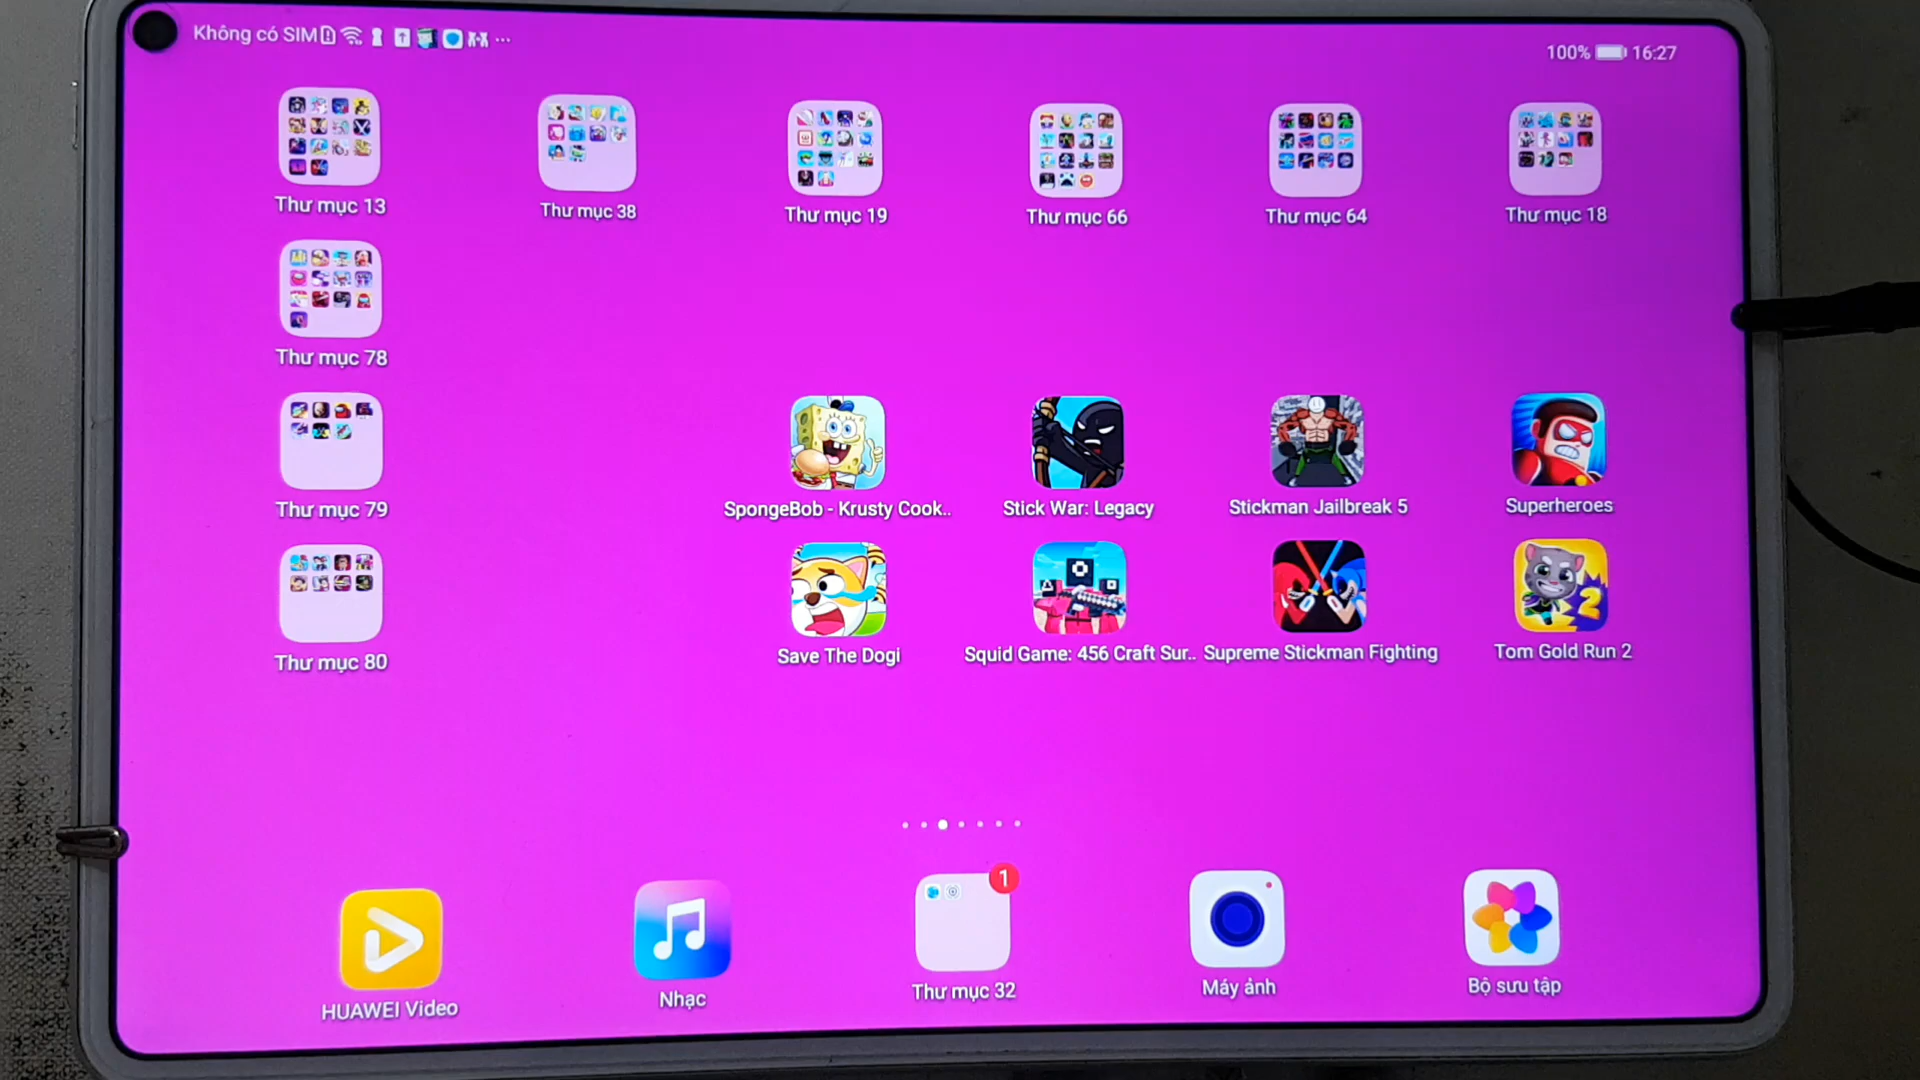 Không có SIM
100% 16:27
Thư mục 13
Thư mục 38
Thư mục 19
Thư mục 66
Thư mục 64
Thư mục 18
Thư mục 78
Thư mục 79
SpongeBob - Krusty Cook..
Stick War: Legacy
Stickman Jailbreak 5
Superheroes
Thư mục 80
Save The Dogi
Squid Game: 456 Craft Sur..
Supreme Stickman Fighting
2
Tom Gold Run 2
HUAWEI Video
Nhạc
1
Thư mục 32
Máy ảnh
Bộ sưu tập